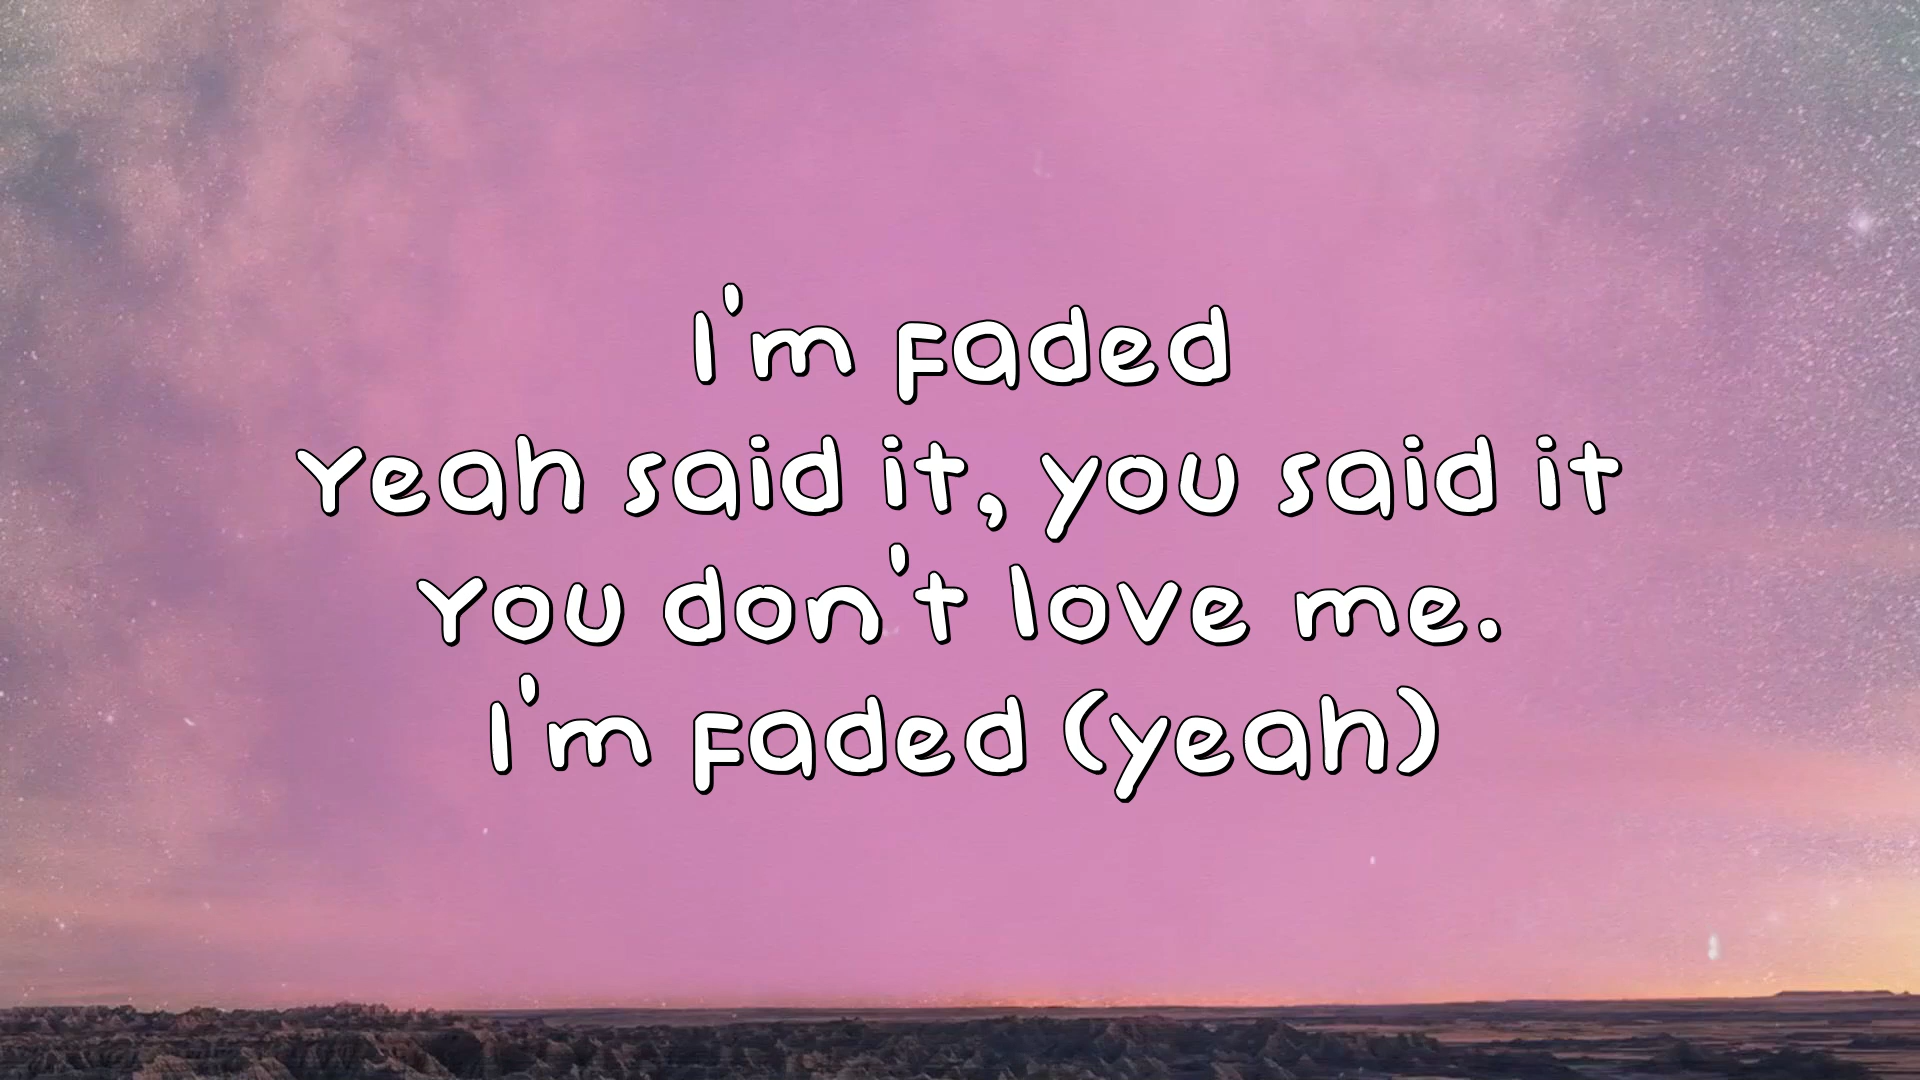 I'm faded
Yeah said it, you said it
You don't love me.
I'm faded (yeah)